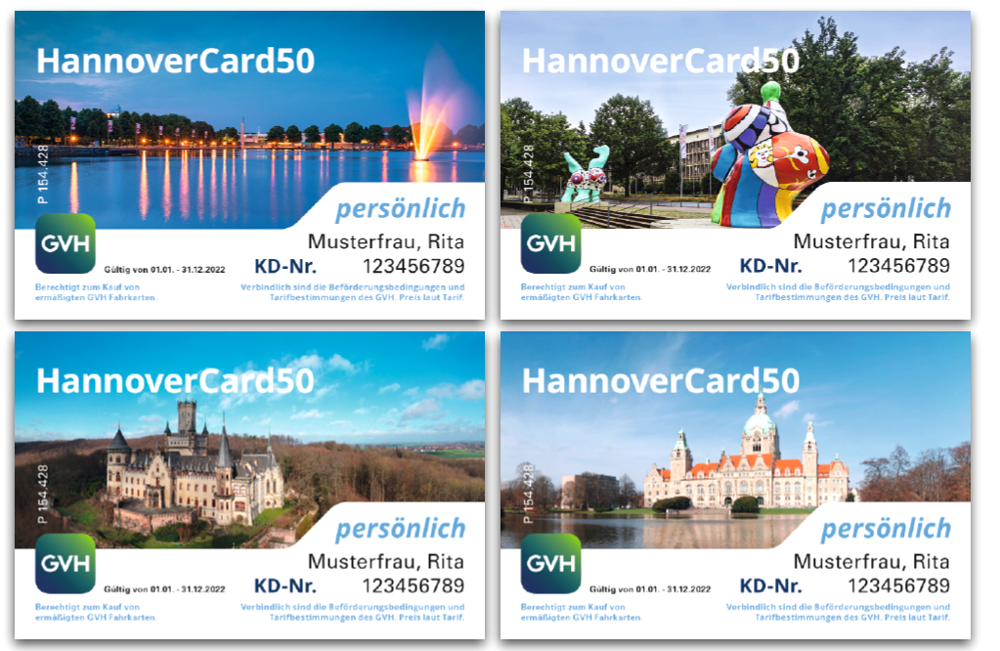 HannoverCard50
P 154.428
persönlich
GVH
Musterfrau, Rita
Gültig von 01.01. - 31.12.2022
KD-Nr. 123456789
Berechtigt zum Kauf von
ermäßigten GVH Fahrkarten.
Verbindlich sind die Beförderungsbedingungen und
Tarifbestimmungen des GVH. Preis laut Tarif.
HannoverCard50
P 154.428
persönlich
GVH
Musterfrau, Rita
Gültig von 01.01. - 31.12.2022
KD-Nr. 123456789
Berechtigt zum Kauf von
ermäßigten GVH Fahrkarten.
Verbindlich sind die Beförderungsbedingungen und
Tarifbestimmungen des GVH. Preis laut Tarif.
HannoverCard50
P 154.428
persönlich
GVH
Musterfrau, Rita
Gültig von 01.01. - 31.12.2022
KD-Nr. 123456789
Berechtigt zum Kauf von
ermäßigten GVH Fahrkarten.
Verbindlich sind die Beförderungsbedingungen und
Tarifbestimmungen des GVH. Preis laut Tarif.
HannoverCard50
P 154.428
persönlich
GVH
Musterfrau, Rita
Gültig von 01.01. - 31.12.2022
KD-Nr. 123456789
Berechtigt zum Kauf von
ermäßigten GVH Fahrkarten.
Verbindlich sind die Beförderungsbedingungen und
Tarifbestimmungen des GVH. Preis laut Tarif.